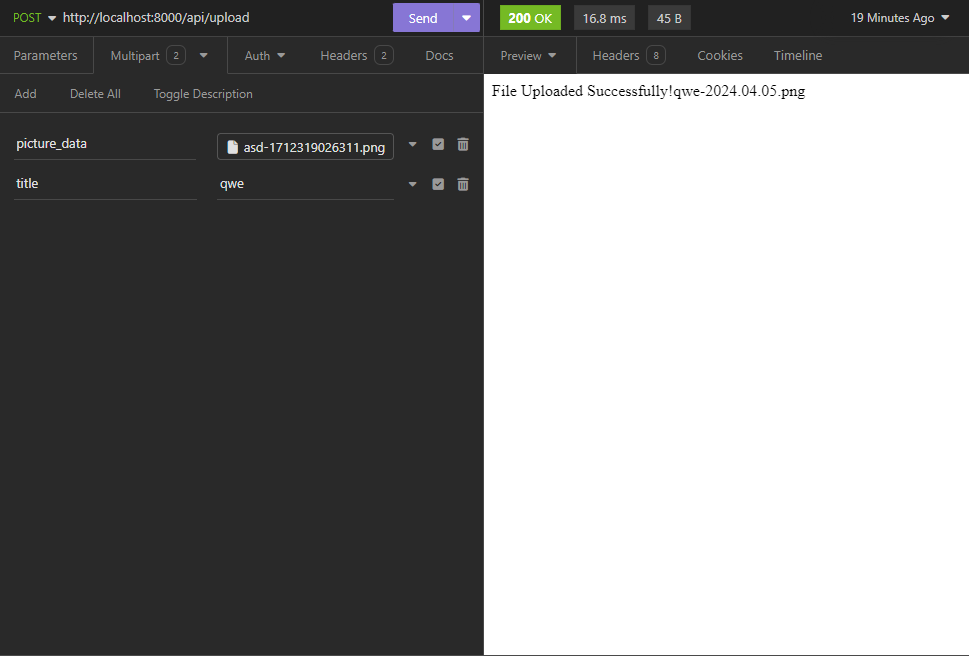 POST http://localhost:8000/api/upload Send 200 OK 16.8 ms 45 B 19 Minutes Ago
Parameters Multipart 2 Auth Headers 2 Docs Preview Headers 8 Cookies Timeline
Add Delete All Toggle Description
File Uploaded Successfully!qwe-2024.04.05.png
picture_data asd-1712319026311.png
title qwe